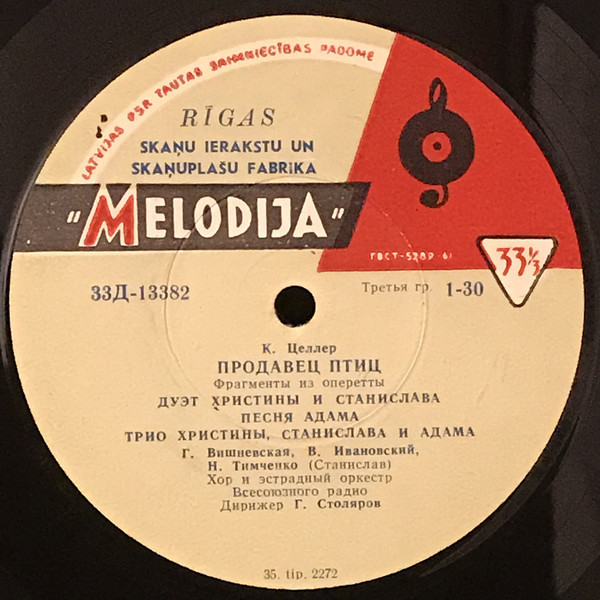 LATVIJAS PSR TAUTAS SAIMNIECĪBAS PADOME
RĪGAS
SKAŅU IERAKSTU UN
SKAŅUPLAŠU FABRIKA
"MELODIJA"
ГОСТ-5289-61
33⅓
33Д-13382
Третья гр. 1-30
К. Целлер
ПРОДАВЕЦ ПТИЦ
Фрагменты из оперетты
ДУЭТ ХРИСТИНЫ И СТАНИСЛАВА
ПЕСНЯ АДАМА
ТРИО ХРИСТИНЫ, СТАНИСЛАВА И АДАМА
Г. Вишневская, В. Ивановский,
Н. Тимченко (Станислав)
Хор и эстрадный оркестр
Всесоюзного радио
Дирижер Г. Столяров
35. tip. 2272